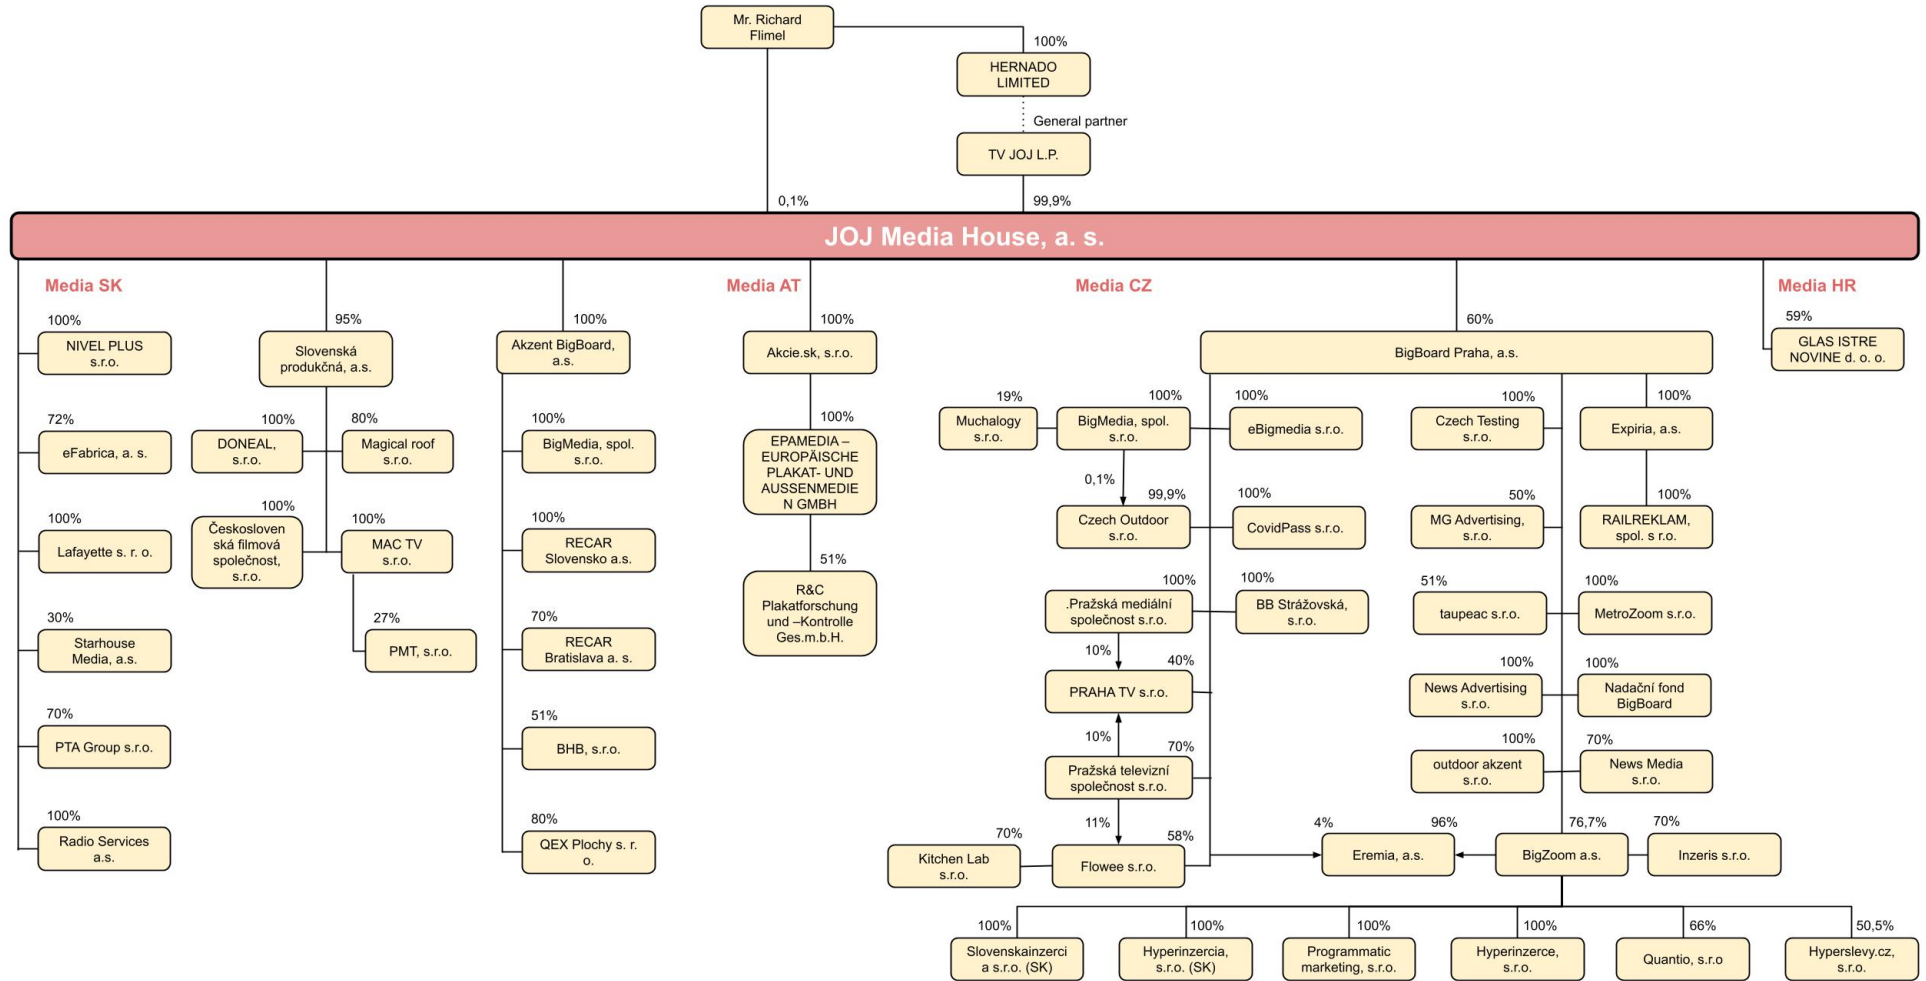 Mr. Richard
Flimel
100%
HERNADO
LIMITED
General partner
TV JOJ L.P.
0,1%
99,9%
JOJ Media House, a. s.
Media SK
100%
NIVEL PLUS
s.r.o.
72%
eFabrica, a. s.
100%
Lafayette s. r. o.
30%
Starhouse
Media, a.s.
70%
PTA Group s.r.o.
100%
Radio Services
a.s.
95%
Slovenská
produkčná, a.s.
100%
DONEAL,
s.r.o.
80%
Magical roof
s.r.o.
100%
Českosloven
ská filmová
společnost,
s.r.o.
100%
MAC TV
s.r.o.
27%
PMT, s.r.o.
100%
Akzent BigBoard,
a.s.
100%
BigMedia, spol.
s.r.o.
100%
RECAR
Slovensko a.s.
70%
RECAR
Bratislava a. s.
51%
BHB, s.r.o.
80%
QEX Plochy s. r.
o.
Media AT
100%
Akcie.sk, s.r.o.
100%
EPAMEDIA –
EUROPÄISCHE
PLAKAT- UND
AUSSENMEDIE
N GMBH
51%
R&C
Plakatforschung
und –Kontrolle
Ges.m.b.H.
Media CZ
60%
BigBoard Praha, a.s.
19%
Muchalogy
s.r.o.
100%
BigMedia, spol.
s.r.o.
100%
eBigmedia s.r.o.
0,1%
99,9%
Czech Outdoor
s.r.o.
100%
CovidPass s.r.o.
100%
.Pražská mediální
společnost s.r.o.
100%
BB Strážovská,
s.r.o.
10%
40%
PRAHA TV s.r.o.
10%
70%
Pražská televizní
společnost s.r.o.
11%
58%
Flowee s.r.o.
70%
Kitchen Lab
s.r.o.
100%
Czech Testing
s.r.o.
100%
Expiria, a.s.
50%
MG Advertising,
s.r.o.
100%
RAILREKLAM,
spol. s r.o.
51%
taupeac s.r.o.
100%
MetroZoom s.r.o.
100%
News Advertising
s.r.o.
100%
Nadační fond
BigBoard
100%
outdoor akzent
s.r.o.
70%
News Media
s.r.o.
4%
96%
Eremia, a.s.
76,7%
BigZoom a.s.
70%
Inzeris s.r.o.
100%
Slovenskainzerci
a s.r.o. (SK)
100%
Hyperinzercia,
s.r.o. (SK)
100%
Programmatic
marketing, s.r.o.
100%
Hyperinzerce,
s.r.o.
66%
Quantio, s.r.o
50,5%
Hyperslevy.cz,
s.r.o.
Media HR
59%
GLAS ISTRE
NOVINE d. o. o.